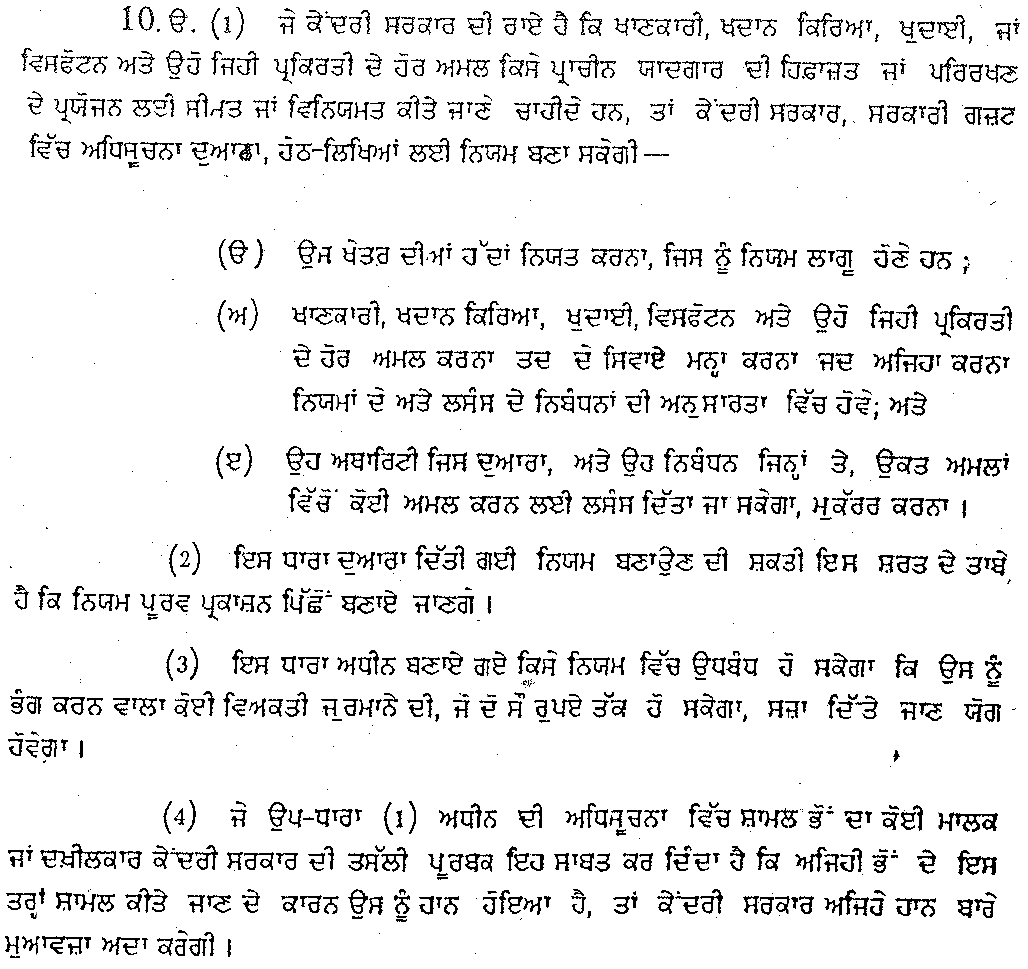 10. ੳ. (1) ਜੇ ਕੇਂਦਰੀ ਸਰਕਾਰ ਦੀ ਰਾਏ ਹੈ ਕਿ ਖਾਣਕਾਰੀ, ਖਦਾਨ ਕਿਰਿਆ, ਖੁਦਾਈ, ਜਾਂ
ਵਿਸਫੋਟਨ ਅਤੇ ਉਹੋ ਜਿਹੀ ਪ੍ਰਕਿਰਤੀ ਦੇ ਹੋਰ ਅਮਲ ਕਿਸੇ ਪ੍ਰਾਚੀਨ ਯਾਦਗਾਰ ਦੀ ਹਿਫ਼ਾਜ਼ਤ ਜਾਂ ਪਰਿਰਖਣ
ਦੇ ਪ੍ਰਯੋਜਨ ਲਈ ਸੀਮਤ ਜਾਂ ਵਿਨਿਯਮਤ ਕੀਤੇ ਜਾਣੇ ਚਾਹੀਦੇ ਹਨ, ਤਾਂ ਕੇਂਦਰੀ ਸਰਕਾਰ, ਸਰਕਾਰੀ ਗਜ਼ਟ
ਵਿੱਚ ਅਧਿਸੂਚਨਾ ਦੁਆਰਾ, ਹੇਠ-ਲਿਖਿਆਂ ਲਈ ਨਿਯਮ ਬਣਾ ਸਕੇਗੀ—
(ੳ) ਉਸ ਖੇਤਰ ਦੀਆਂ ਹੱਦਾਂ ਨਿਯਤ ਕਰਨਾ, ਜਿਸ ਨੂੰ ਨਿਯਮ ਲਾਗੂ ਹੋਣੇ ਹਨ ;
(ਅ) ਖਾਣਕਾਰੀ, ਖਦਾਨ ਕਿਰਿਆ, ਖੁਦਾਈ, ਵਿਸਫੋਟਨ ਅਤੇ ਉਹੋ ਜਿਹੀ ਪ੍ਰਕਿਰਤੀ
ਦੇ ਹੋਰ ਅਮਲ ਕਰਨਾ ਤਦ ਦੇ ਸਿਵਾਏ ਮਨ੍ਹਾ ਕਰਨਾ ਜਦ ਅਜਿਹਾ ਕਰਨਾ
ਨਿਯਮਾਂ ਦੇ ਅਤੇ ਲਸੰਸ ਦੇ ਨਿਬੰਧਨਾਂ ਦੀ ਅਨੁਸਾਰਤਾ ਵਿੱਚ ਹੋਵੇ; ਅਤੇ
(ੲ) ਉਹ ਅਥਾਰਿਟੀ ਜਿਸ ਦੁਆਰਾ, ਅਤੇ ਉਹ ਨਿਬੰਧਨ ਜਿਨ੍ਹਾਂ ਤੇ, ਉਕਤ ਅਮਲਾਂ
ਵਿੱਚੋਂ ਕੋਈ ਅਮਲ ਕਰਨ ਲਈ ਲਸੰਸ ਦਿੱਤਾ ਜਾ ਸਕੇਗਾ, ਮੁਕੱਰਰ ਕਰਨਾ ।
(2) ਇਸ ਧਾਰਾ ਦੁਆਰਾ ਦਿੱਤੀ ਗਈ ਨਿਯਮ ਬਣਾਉਣ ਦੀ ਸ਼ਕਤੀ ਇਸ ਸ਼ਰਤ ਦੇ ਤਾਬੇ
ਹੈ ਕਿ ਨਿਯਮ ਪੂਰਵ ਪ੍ਰਕਾਸ਼ਨ ਪਿੱਛੋਂ ਬਣਾਏ ਜਾਣਗੇ ।
(3) ਇਸ ਧਾਰਾ ਅਧੀਨ ਬਣਾਏ ਗਏ ਕਿਸੇ ਨਿਯਮ ਵਿੱਚ ਉਪਬੰਧ ਹੋ ਸਕੇਗਾ ਕਿ ਉਸ ਨੂੰ
ਭੰਗ ਕਰਨ ਵਾਲਾ ਕੋਈ ਵਿਅਕਤੀ ਜੁਰਮਾਨੇ ਦੀ, ਜੋ ਦੋ ਸੌ ਰੁਪਏ ਤੱਕ ਹੋ ਸਕੇਗਾ, ਸਜ਼ਾ ਦਿੱਤੇ ਜਾਣ ਯੋਗ
ਹੋਵੇਗਾ ।
(4) ਜੇ ਉਪ-ਧਾਰਾ (1) ਅਧੀਨ ਦੀ ਅਧਿਸੂਚਨਾ ਵਿੱਚ ਸ਼ਾਮਲ ਭੋਂ ਦਾ ਕੋਈ ਮਾਲਕ
ਜਾਂ ਦਖ਼ੀਲਕਾਰ ਕੇਂਦਰੀ ਸਰਕਾਰ ਦੀ ਤਸੱਲੀ ਪੂਰਬਕ ਇਹ ਸਾਬਤ ਕਰ ਦਿੰਦਾ ਹੈ ਕਿ ਅਜਿਹੀ ਭੋਂ ਦੇ ਇਸ
ਤਰ੍ਹਾਂ ਸ਼ਾਮਲ ਕੀਤੇ ਜਾਣ ਦੇ ਕਾਰਨ ਉਸ ਨੂੰ ਹਾਨ ਹੋਇਆ ਹੈ, ਤਾਂ ਕੇਂਦਰੀ ਸਰਕਾਰ ਅਜਿਹੇ ਹਾਨ ਬਾਰੇ
ਮੁਆਵਜ਼ਾ ਅਦਾ ਕਰੇਗੀ ।